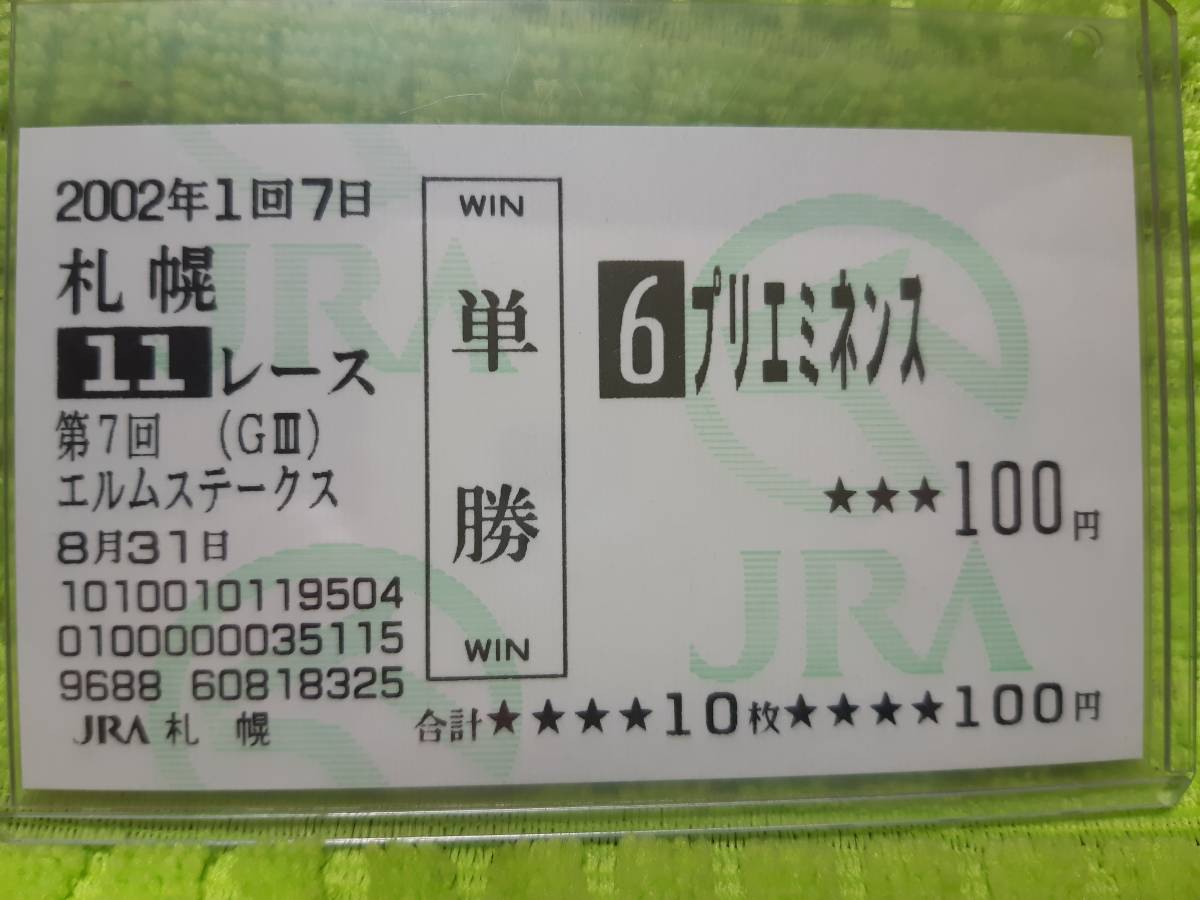 2002年1回7日
札幌
11レース
第7回 (GⅢ)
エルムステークス
8月31日
1010010119504
0100000035115
9688 60818325
JRA 札 幌
WIN
単
勝
WIN
6プリエミネンス
★★★100円
合計★★★★10枚★★★★100円
JRA
JRA